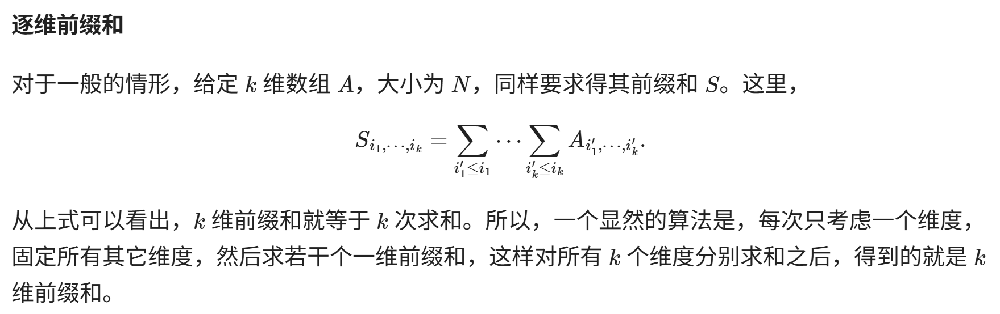 逐维前缀和
对于一般的情形，给定 k 维数组 A，大小为 N，同样要求得其前缀和 S。这里，
$$S_{i_1,\cdots,i_k} = \sum_{i'_1 \le i_1} \cdots \sum_{i'_k \le i_k} A_{i'_1,\cdots,i'_k}.$$
从上式可以看出，k 维前缀和就等于 k 次求和。所以，一个显然的算法是，每次只考虑一个维度，
固定所有其它维度，然后求若干个一维前缀和，这样对所有 k 个维度分别求和之后，得到的就是 k
维前缀和。